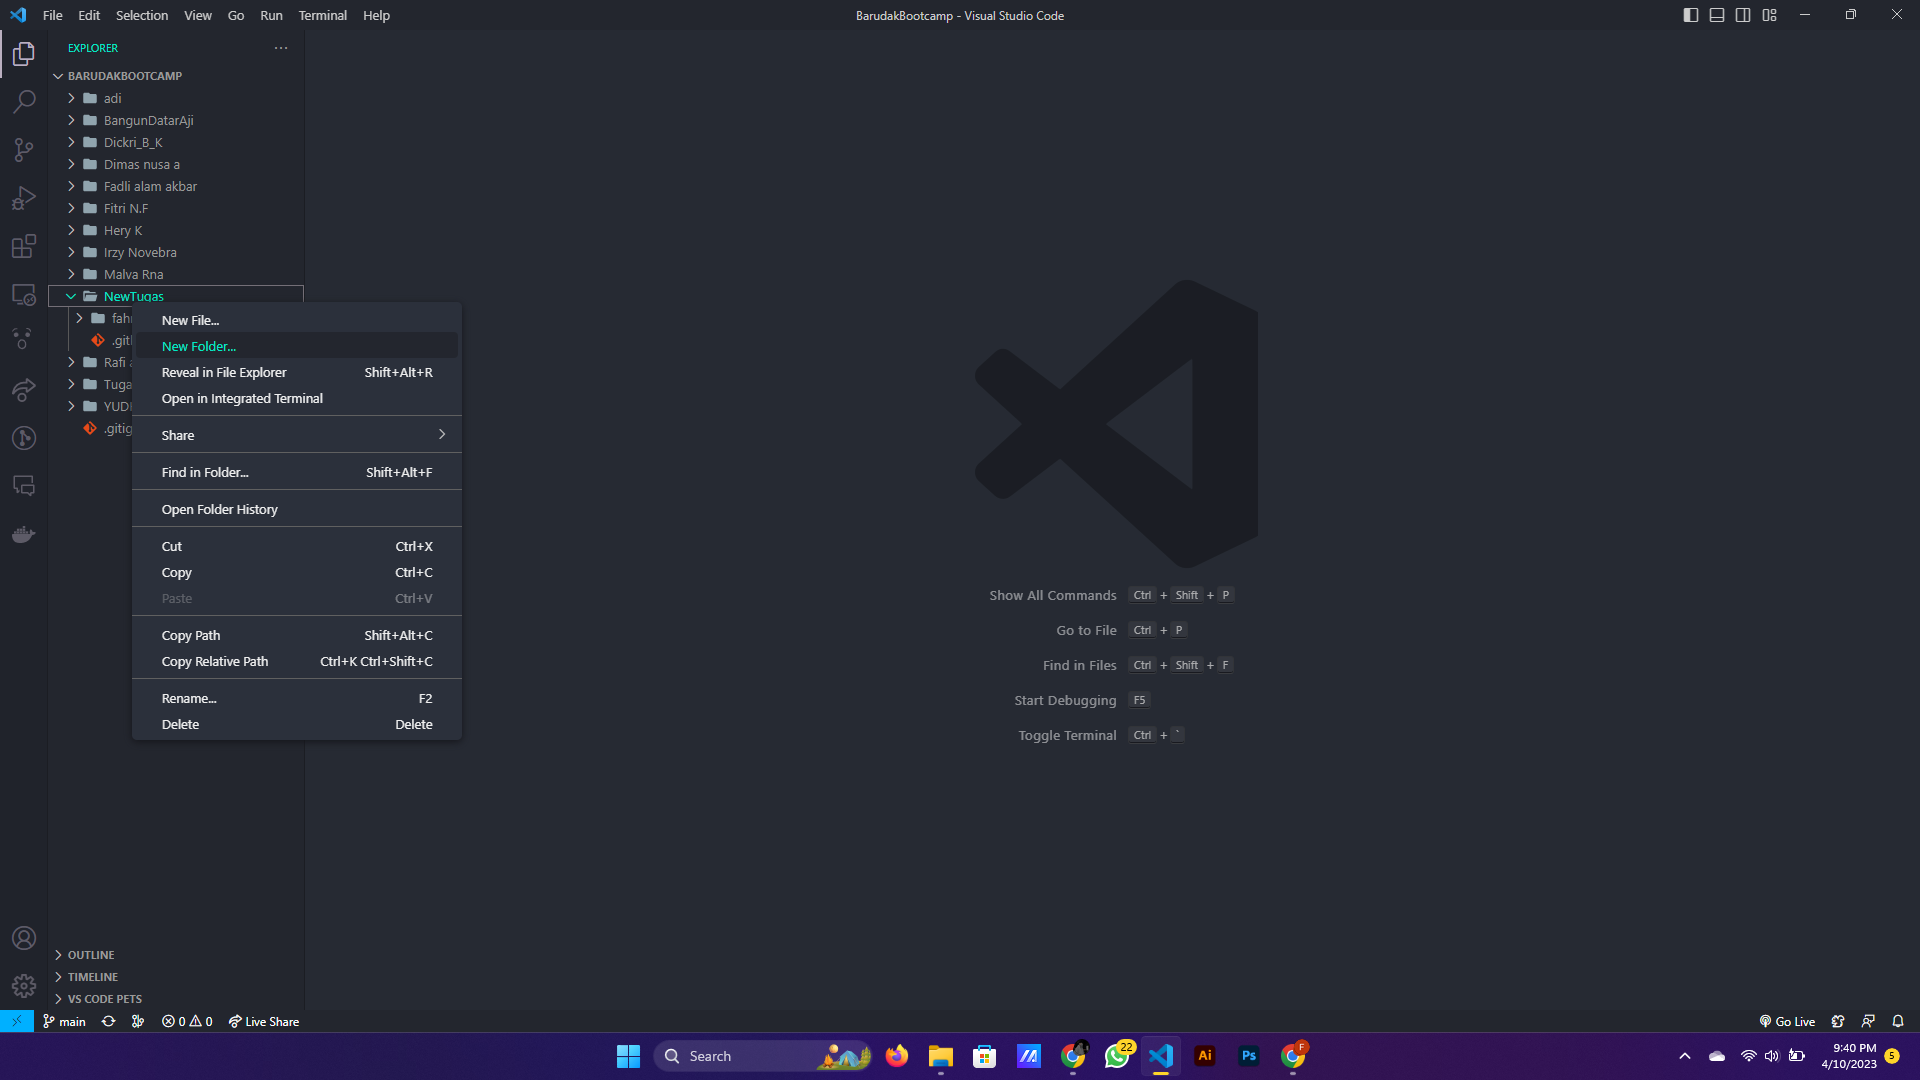 File Edit Selection View Go Run Terminal Help
BarudakBootcamp - Visual Studio Code
EXPLORER
BARUDAKBOOTCAMP
adi
BangunDatarAji
Dickri_B_K
Dimas nusa a
Fadli alam akbar
Fitri N.F
Hery K
Irzy Novebra
Malva Rna
NewTugas
.gitig
New File...
New Folder...
Reveal in File Explorer Shift+Alt+R
Open in Integrated Terminal
Share
Find in Folder... Shift+Alt+F
Open Folder History
Cut Ctrl+X
Copy Ctrl+C
Paste Ctrl+V
Copy Path Shift+Alt+C
Copy Relative Path Ctrl+K Ctrl+Shift+C
Rename... F2
Delete Delete
Show All Commands Ctrl + Shift + P
Go to File Ctrl + P
Find in Files Ctrl + Shift + F
Start Debugging F5
Toggle Terminal Ctrl + `
OUTLINE
TIMELINE
VS CODE PETS
main
0 0
Live Share
Go Live
Search
22
Ai
Ps
F
9:40 PM
4/10/2023
5